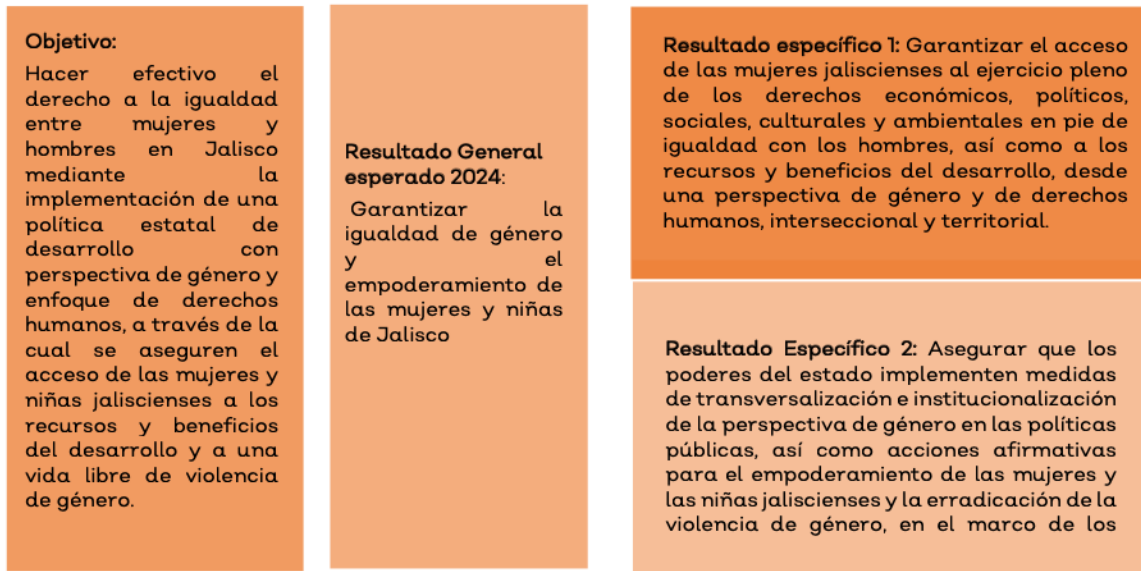 Objetivo:
Hacer efectivo el
derecho a la igualdad
entre mujeres y
hombres en Jalisco
mediante la
implementación de una
política estatal de
desarrollo con
perspectiva de género y
enfoque de derechos
humanos, a través de la
cual se aseguren el
acceso de las mujeres y
niñas jaliscienses a los
recursos y beneficios
del desarrollo y a una
vida libre de violencia
de género.
Resultado General
esperado 2024:
Garantizar la
igualdad de género
y el
empoderamiento de
las mujeres y niñas
de Jalisco
Resultado específico 1: Garantizar el acceso
de las mujeres jaliscienses al ejercicio pleno
de los derechos económicos, políticos,
sociales, culturales y ambientales en pie de
igualdad con los hombres, así como a los
recursos y beneficios del desarrollo, desde
una perspectiva de género y de derechos
humanos, interseccional y territorial.
Resultado Específico 2: Asegurar que los
poderes del estado implementen medidas
de transversalización e institucionalización
de la perspectiva de género en las políticas
públicas, así como acciones afirmativas
para el empoderamiento de las mujeres y
las niñas jaliscienses y la erradicación de la
violencia de género, en el marco de los